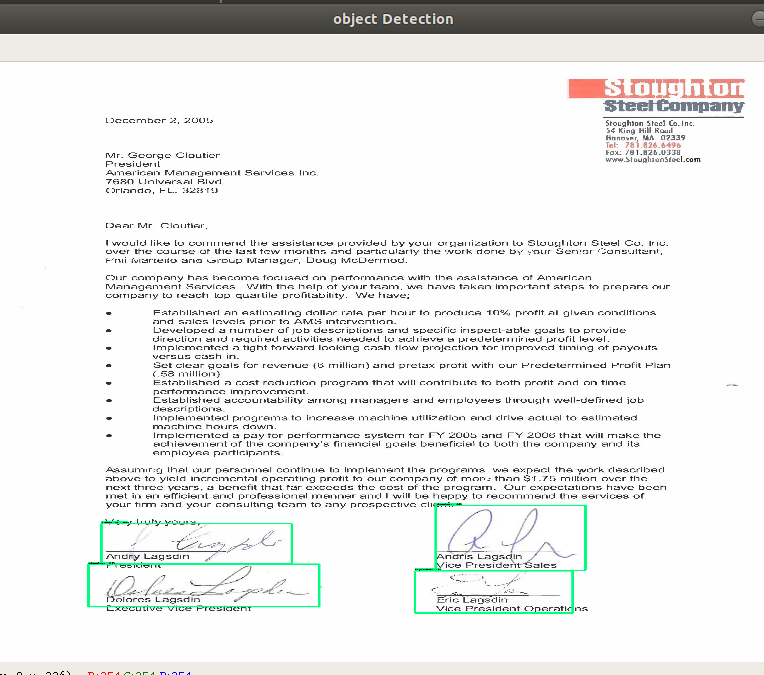 object Detection
Stoughton
Steel Company
Stoughton Steel Co. Inc.
54 King Hill Road
Hanover, MA 02339
Tel: 781.826.6496
Fax: 781.826.0338
www.StoughtonSteel.com
December 2, 2005
Mr. George Cloutier
President
American Management Services Inc.
7680 Universal Blvd.
Orlando, FL. 32819
Dear Mr. Cloutier,
I would like to commend the assistance provided by your organization to Stoughton Steel Co. Inc.
over the course of the last few months and particularly the work done by your Senior Consultant,
Phil Martello and Group Manager, Doug McDermod.
Our company has become focused on performance with the assistance of American
Management Services. With the help of your team, we have taken important steps to prepare our
company to reach top quartile profitability. We have;
• Established an estimating dollar rate per hour to produce 10% profit at given conditions
and sales levels prior to AMS intervention.
• Developed a number of job descriptions and specific inspect-able goals to provide
direction and required activities needed to achieve a predetermined profit level.
• Implemented a tight forward looking cash flow projection for improved timing of payouts
versus cash in.
• Set clear goals for revenue (6 million) and pretax profit with our Predetermined Profit Plan
(.58 million)
• Established a cost reduction program that will contribute to both profit and on time
performance improvement.
• Established accountability among managers and employees through well-defined job
descriptions.
• Implemented programs to increase machine utilization and drive actual to estimated
machine hours down.
• Implemented a pay for performance system for FY 2005 and FY 2006 that will make the
achievement of the company's financial goals beneficial to both the company and its
employee participants.
Assuming that our personnel continue to implement the programs, we expect the work described
above to yield incremental operating profit to our company of more than $1.75 million over the
next three years, a benefit that far exceeds the cost of the program. Our expectations have been
met in an efficient and professional manner and I will be happy to recommend the services of
your firm and your consulting team to any prospective client.
Very truly yours,
Andry Lagsdin
President
Andris Lagsdin
Vice President Sales
Dolores Lagsdin
Executive Vice President
Eric Lagsdin
Vice President Operations